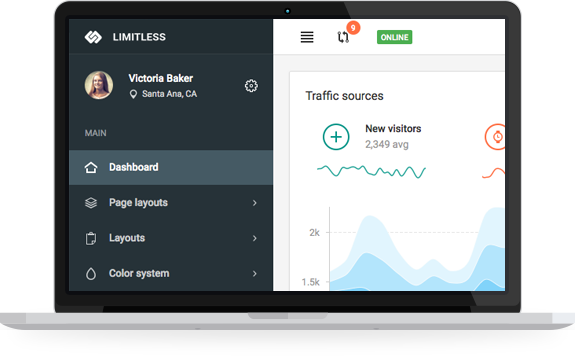 LIMITLESS
9
ONLINE
Victoria Baker
Santa Ana, CA
MAIN
Dashboard
Page layouts
Layouts
Color system
Traffic sources
New visitors
2,349 avg
2k
1.5k